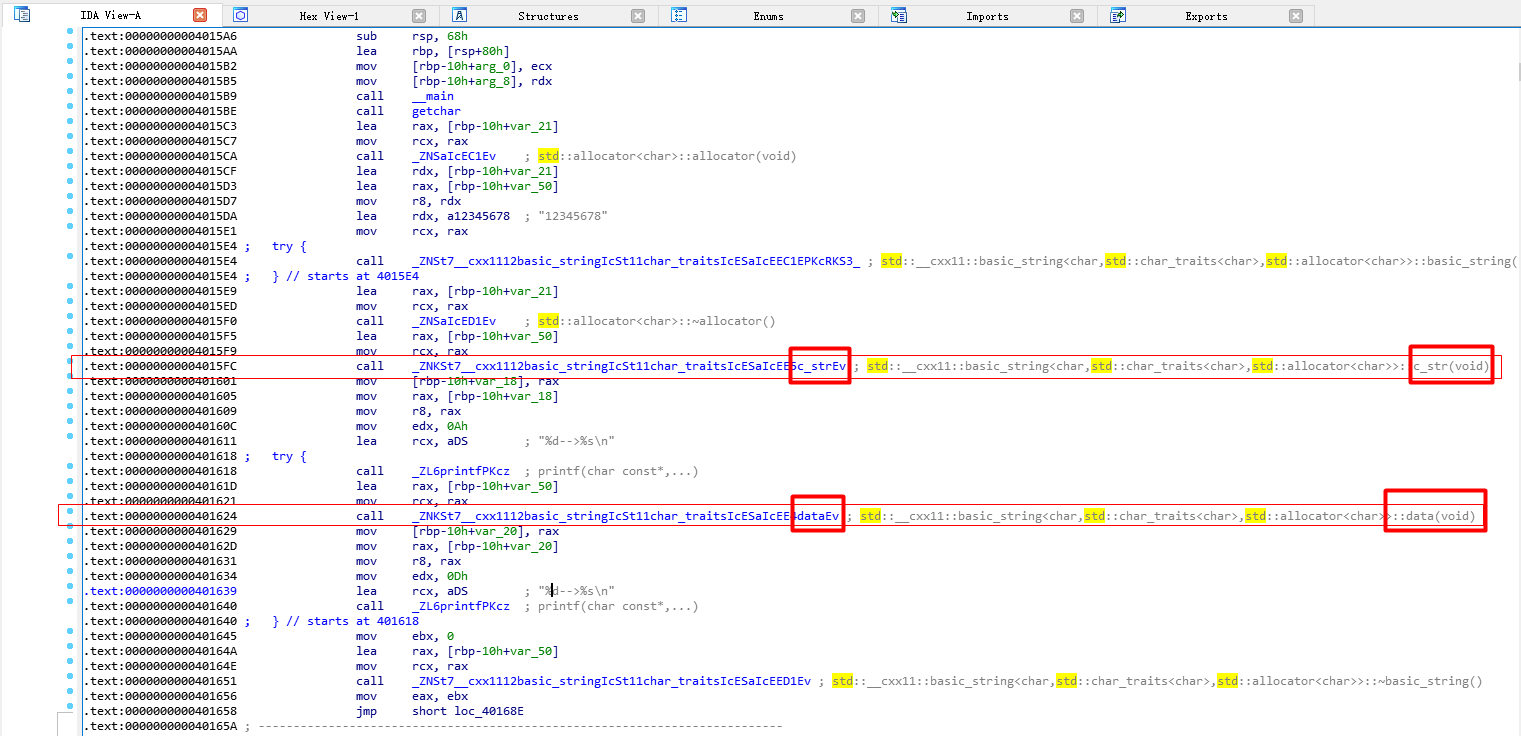 IDA View-A Hex View-1 Structures Enums Imports Exports
.text:00000000004015A6 sub rsp, 68h
.text:00000000004015AA lea rbp, [rsp+80h]
.text:00000000004015B2 mov [rbp-10h+arg_0], ecx
.text:00000000004015B5 mov [rbp-10h+arg_8], rdx
.text:00000000004015B9 call __main
.text:00000000004015BE call getchar
.text:00000000004015C3 lea rax, [rbp-10h+var_21]
.text:00000000004015C7 mov rcx, rax
.text:00000000004015CA call _ZNSaIcEC1Ev ; std::allocator<char>::allocator(void)
.text:00000000004015CF lea rdx, [rbp-10h+var_21]
.text:00000000004015D3 lea rax, [rbp-10h+var_50]
.text:00000000004015D7 mov r8, rdx
.text:00000000004015DA lea rdx, a12345678 ; "12345678"
.text:00000000004015E1 mov rcx, rax
.text:00000000004015E4 ; try {
.text:00000000004015E4 call _ZNSt7__cxx1112basic_stringIcSt11char_traitsIcESaIcEEC1EPKcRKS3_ ; std::__cxx11::basic_string<char,std::char_traits<char>,std::allocator<char>>::basic_string(
.text:00000000004015E4 ; } // starts at 4015E4
.text:00000000004015E9 lea rax, [rbp-10h+var_21]
.text:00000000004015ED mov rcx, rax
.text:00000000004015F0 call _ZNSaIcED1Ev ; std::allocator<char>::~allocator()
.text:00000000004015F5 lea rax, [rbp-10h+var_50]
.text:00000000004015F9 mov rcx, rax
.text:00000000004015FC call _ZNKSt7__cxx1112basic_stringIcSt11char_traitsIcESaIcEE5c_strEv ; std::__cxx11::basic_string<char,std::char_traits<char>,std::allocator<char>>::c_str(void)
.text:0000000000401601 mov [rbp-10h+var_18], rax
.text:0000000000401605 mov rax, [rbp-10h+var_18]
.text:0000000000401609 mov r8, rax
.text:000000000040160C mov edx, 0Ah
.text:0000000000401611 lea rcx, aDS ; "%d-->%s\n"
.text:0000000000401618 ; try {
.text:0000000000401618 call _ZL6printfPKcz ; printf(char const*,...)
.text:000000000040161D lea rax, [rbp-10h+var_50]
.text:0000000000401621 mov rcx, rax
.text:0000000000401624 call _ZNKSt7__cxx1112basic_stringIcSt11char_traitsIcESaIcEE4dataEv ; std::__cxx11::basic_string<char,std::char_traits<char>,std::allocator<char>>::data(void)
.text:0000000000401629 mov [rbp-10h+var_20], rax
.text:000000000040162D mov rax, [rbp-10h+var_20]
.text:0000000000401631 mov r8, rax
.text:0000000000401634 mov edx, 0Dh
.text:0000000000401639 lea rcx, aDS ; "%d-->%s\n"
.text:0000000000401640 call _ZL6printfPKcz ; printf(char const*,...)
.text:0000000000401640 ; } // starts at 401618
.text:0000000000401645 mov ebx, 0
.text:000000000040164A lea rax, [rbp-10h+var_50]
.text:000000000040164E mov rcx, rax
.text:0000000000401651 call _ZNSt7__cxx1112basic_stringIcSt11char_traitsIcESaIcEED1Ev ; std::__cxx11::basic_string<char,std::char_traits<char>,std::allocator<char>>::~basic_string()
.text:0000000000401656 mov eax, ebx
.text:0000000000401658 jmp short loc_40168E
.text:000000000040165A ; ---------------------------------------------------------------------------